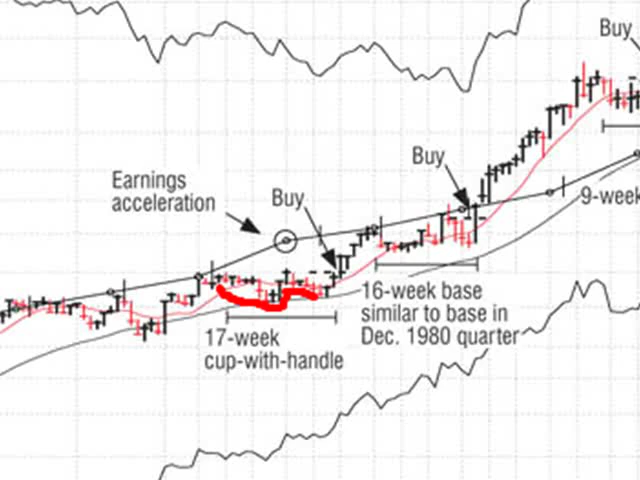 Buy
Buy
Earnings
acceleration
Buy
9-week
16-week base
similar to base in
Dec. 1980 quarter
17-week
cup-with-handle